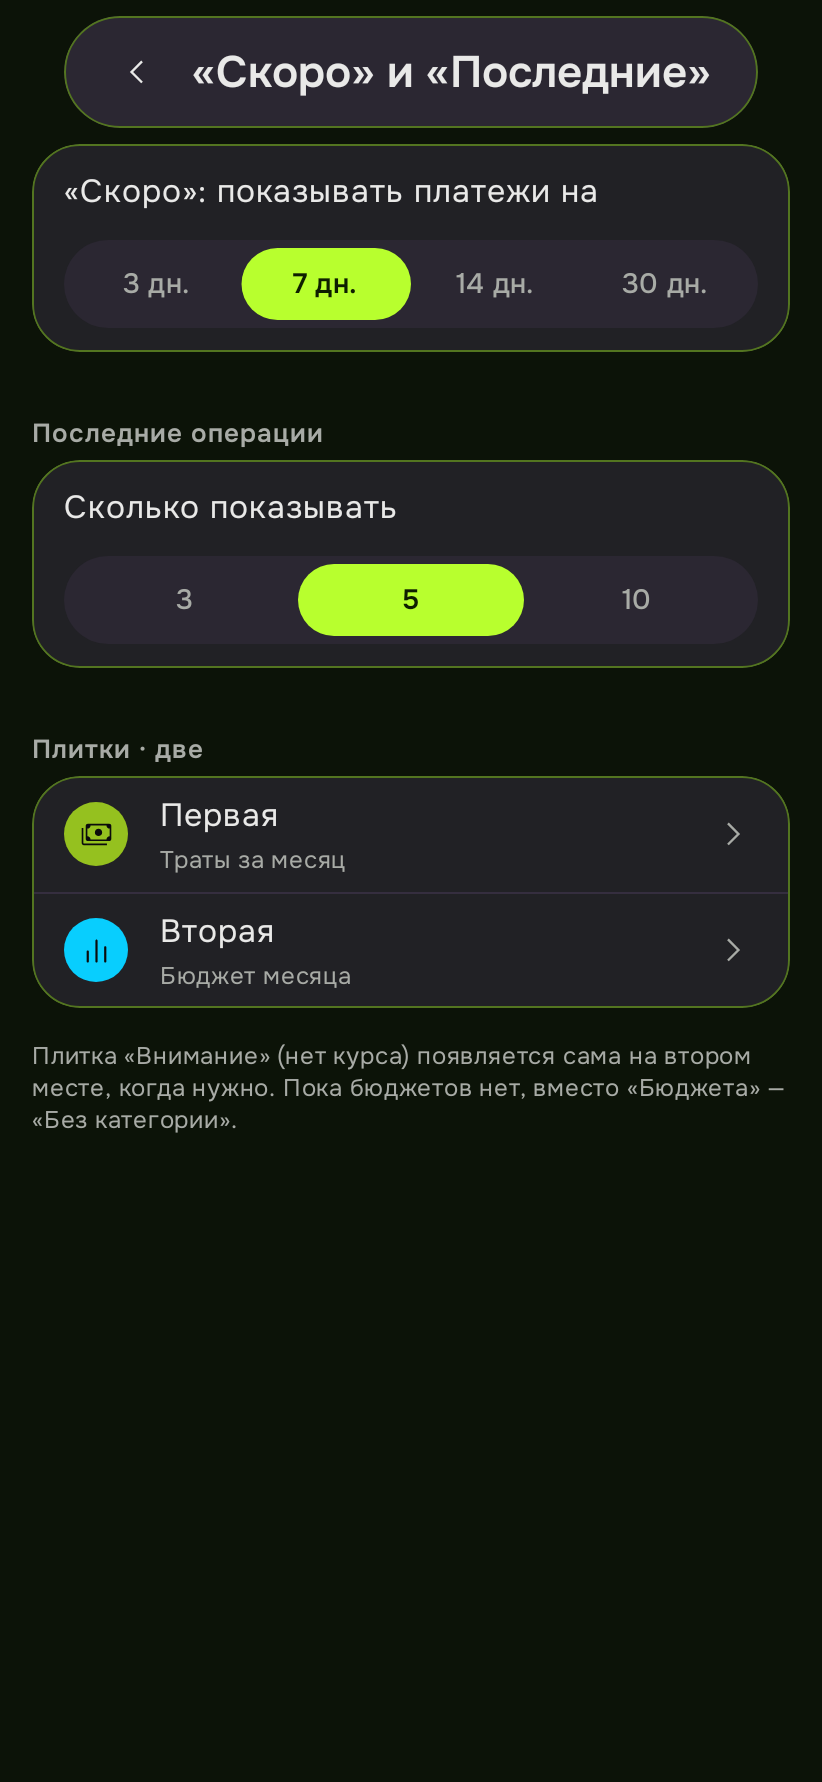 «Скоро» и «Последние»
«Скоро»: показывать платежи на
3 дн. 7 дн. 14 дн. 30 дн.
Последние операции
Сколько показывать
3 5 10
Плитки · две
Первая
Траты за месяц
Вторая
Бюджет месяца
Плитка «Внимание» (нет курса) появляется сама на втором
месте, когда нужно. Пока бюджетов нет, вместо «Бюджета» —
«Без категории».